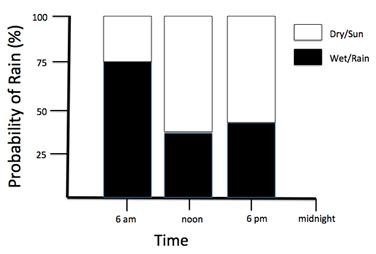 Probability of Rain (%)
100
75
50
25
6 am
noon
6 pm
midnight
Time
Dry/Sun
Wet/Rain